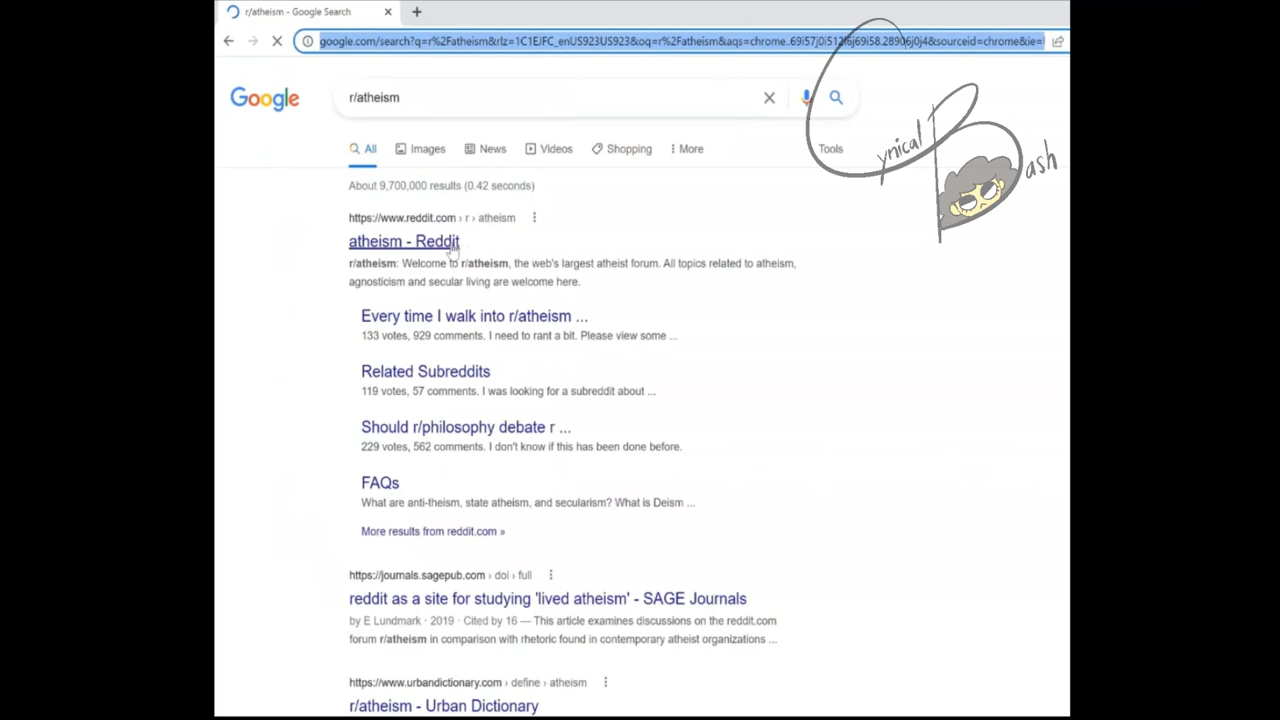 r/atheism - Google Search
google.com/search?q=r%2Fatheism&rlz=1C1EJFC_enUS923US923&oq=r%2Fatheism&aqs=chrome..69i57j0i512l6j69i58.28906j0j4&sourceid=chrome&ie=
Google
r/atheism
All Images News Videos Shopping More Tools
Cynical Bash
About 9,700,000 results (0.42 seconds)
https://www.reddit.com › r › atheism
atheism - Reddit
r/atheism: Welcome to r/atheism, the web's largest atheist forum. All topics related to atheism,
agnosticism and secular living are welcome here.
Every time I walk into r/atheism ...
133 votes, 929 comments. I need to rant a bit. Please view some ...
Related Subreddits
119 votes, 57 comments. I was looking for a subreddit about ...
Should r/philosophy debate r ...
229 votes, 562 comments. I don't know if this has been done before.
FAQs
What are anti-theism, state atheism, and secularism? What is Deism ...
More results from reddit.com »
https://journals.sagepub.com › doi › full
reddit as a site for studying 'lived atheism' - SAGE Journals
by E Lundmark · 2019 · Cited by 16 — This article examines discussions on the reddit.com
forum r/atheism in comparison with rhetoric found in contemporary atheist organizations ...
https://www.urbandictionary.com › define › atheism
r/atheism - Urban Dictionary